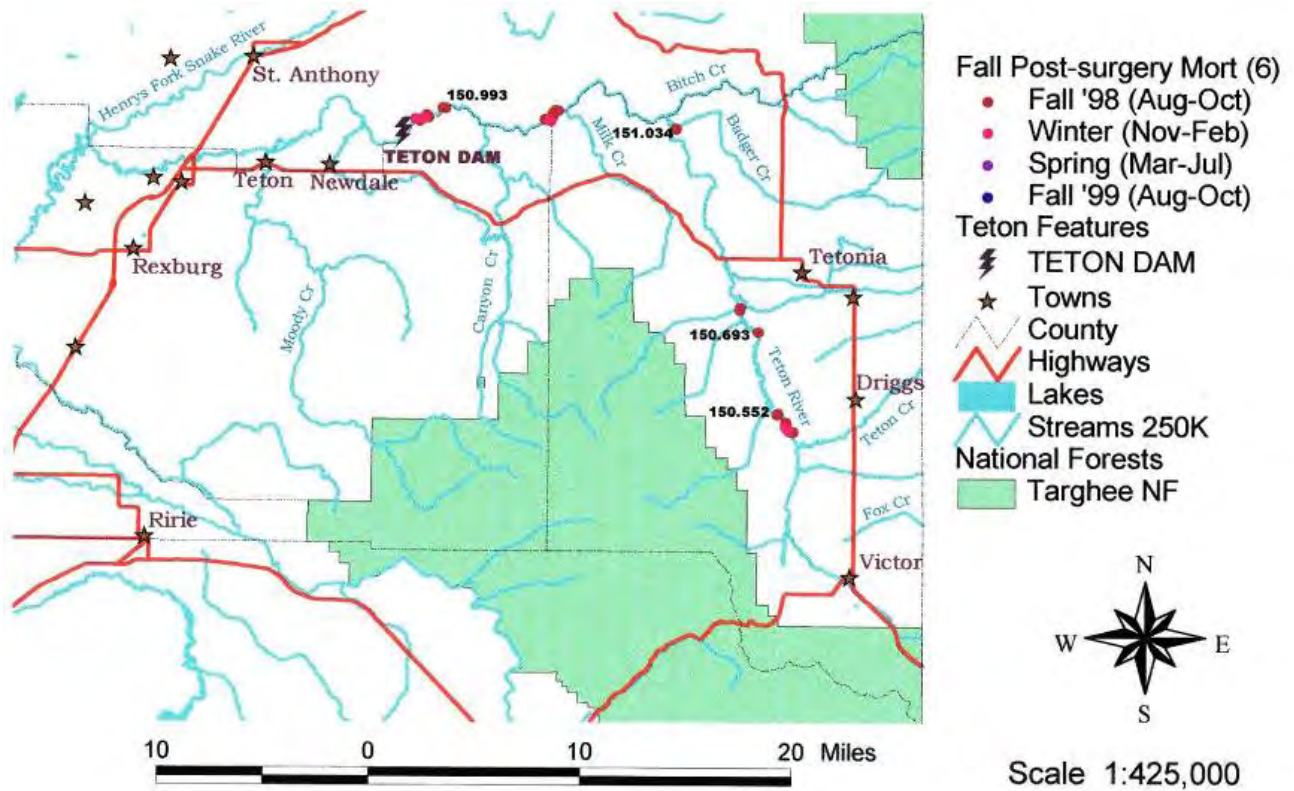 Henrys Fork Snake River
St. Anthony
Bitch Cr
150.993
151.034
Milk Cr
Badger Cr
TETON DAM
Teton
Newdale
Rexburg
Moody Cr
Canyon Cr
Tetonia
150.693
Teton River
Driggs
150.552
Teton Cr
Fox Cr
Ririe
Victor
10 0 10 20 Miles
Fall Post-surgery Mort (6)
Fall '98 (Aug-Oct)
Winter (Nov-Feb)
Spring (Mar-Jul)
Fall '99 (Aug-Oct)
Teton Features
TETON DAM
Towns
County
Highways
Lakes
Streams 250K
National Forests
Targhee NF
N
W E
S
Scale 1:425,000